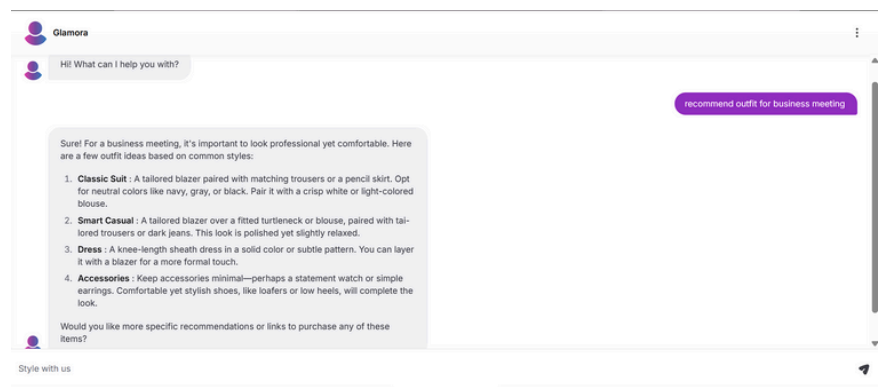 Glamora
Hi! What can I help you with?
recommend outfit for business meeting
Sure! For a business meeting, it's important to look professional yet comfortable. Here
are a few outfit ideas based on common styles:
1. Classic Suit : A tailored blazer paired with matching trousers or a pencil skirt. Opt
for neutral colors like navy, gray, or black. Pair it with a crisp white or light-colored
blouse.
2. Smart Casual : A tailored blazer over a fitted turtleneck or blouse, paired with tai-
lored trousers or dark jeans. This look is polished yet slightly relaxed.
3. Dress : A knee-length sheath dress in a solid color or subtle pattern. You can layer
it with a blazer for a more formal touch.
4. Accessories : Keep accessories minimal—perhaps a statement watch or simple
earrings. Comfortable yet stylish shoes, like loafers or low heels, will complete the
look.
Would you like more specific recommendations or links to purchase any of these
items?
Style with us